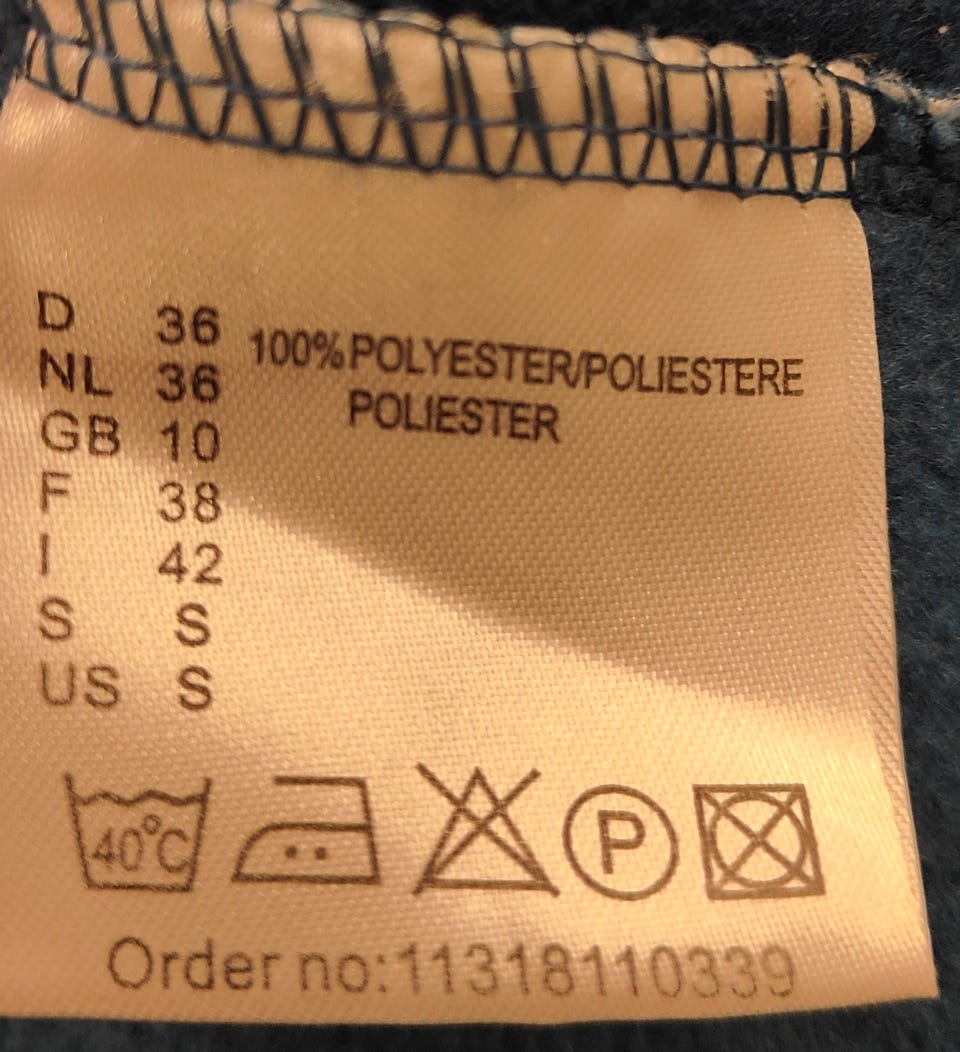 D 36
NL 36
GB 10
F 38
I 42
S S
US S
100%POLYESTER/POLIESTERE
POLIESTER
40°C
P
Order no:11318110339